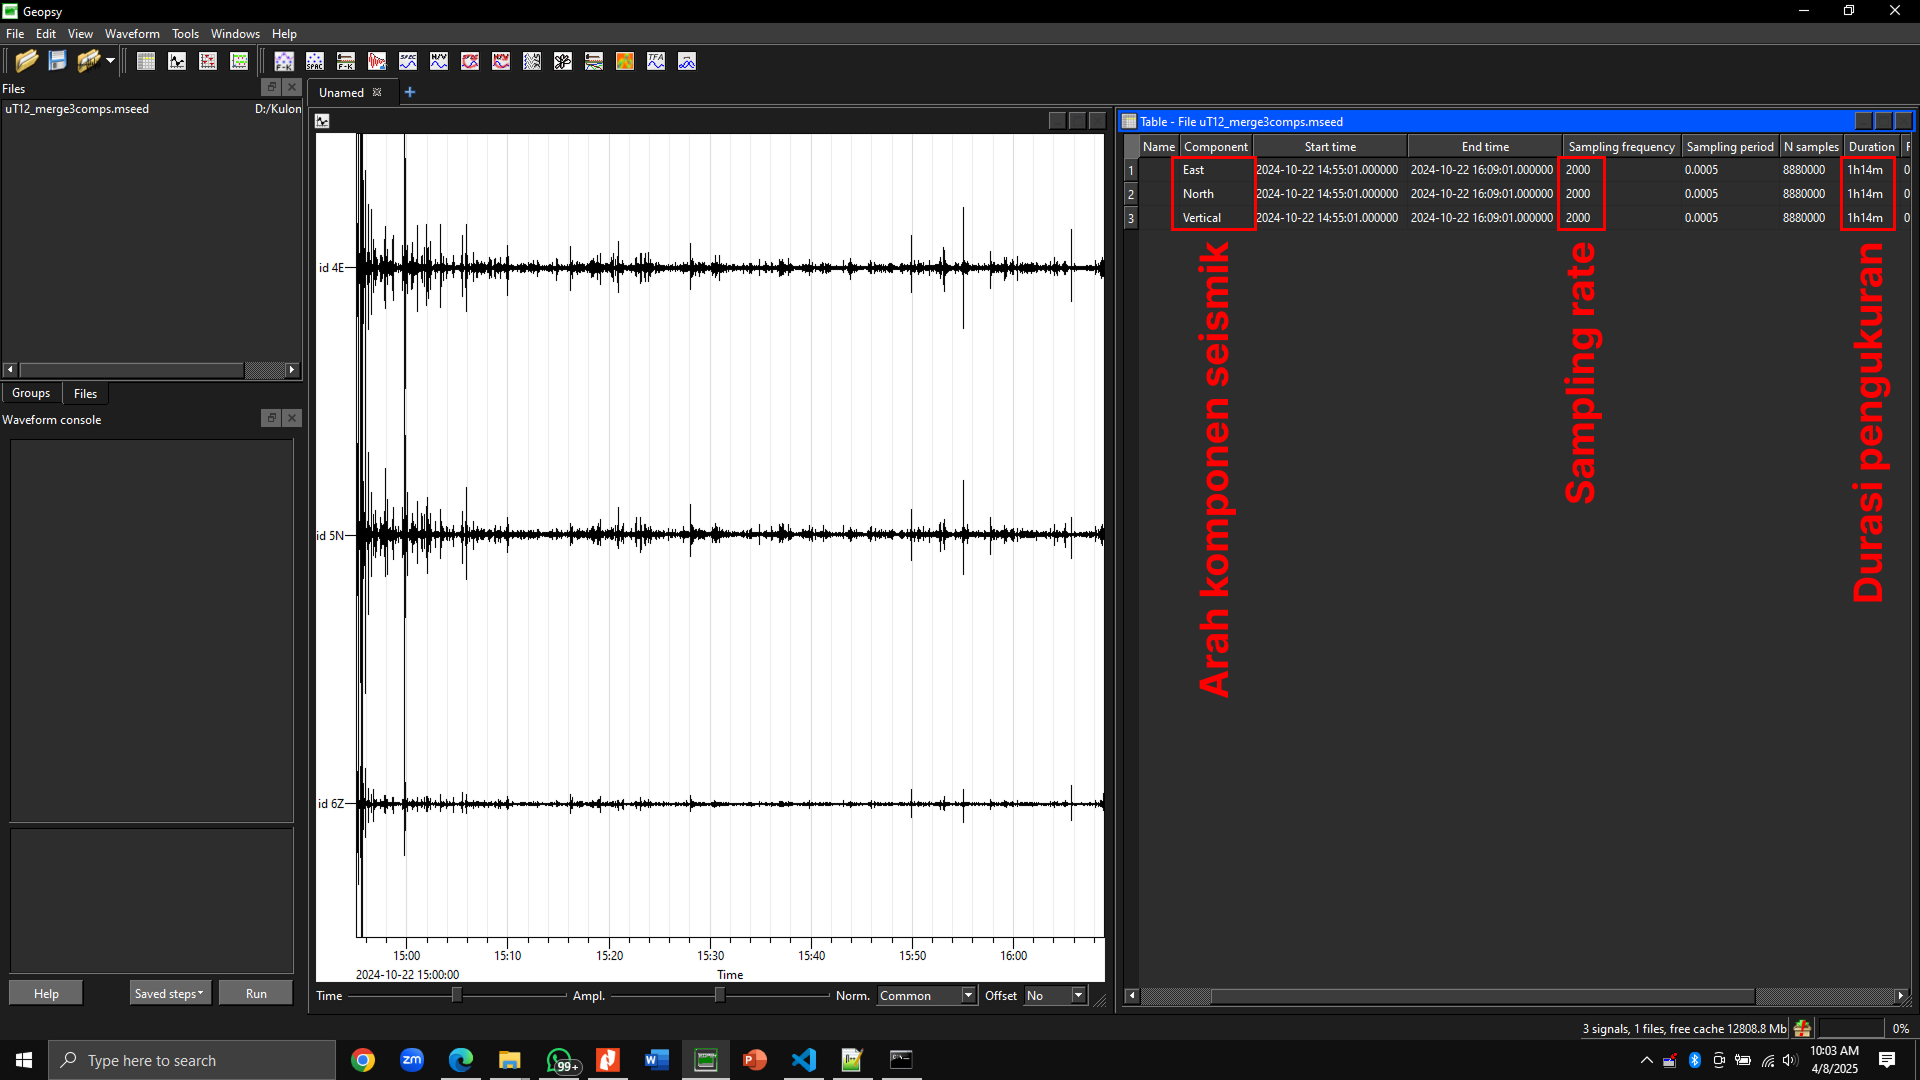 Geopsy
File Edit View Waveform Tools Windows Help
F-K SPAC F-K SPEC H/V SPEC H/V TFA
Files
uT12_merge3comps.mseed D:/Kulon
Groups Files
Waveform console
Help Saved steps Run
Unamed
id 4E
id 5N
id 6Z
15:00 15:10 15:20 15:30 15:40 15:50 16:00
2024-10-22 15:00:00 Time
Time Ampl. Norm. Common Offset No
Table - File uT12_merge3comps.mseed
Name Component Start time End time Sampling frequency Sampling period N samples Duration
1 East 2024-10-22 14:55:01.000000 2024-10-22 16:09:01.000000 2000 0.0005 8880000 1h14m 0
2 North 2024-10-22 14:55:01.000000 2024-10-22 16:09:01.000000 2000 0.0005 8880000 1h14m 0
3 Vertical 2024-10-22 14:55:01.000000 2024-10-22 16:09:01.000000 2000 0.0005 8880000 1h14m 0
Arah komponen seismik
Sampling rate
Durasi pengukuran
3 signals, 1 files, free cache 12808.8 Mb 0%
Type here to search
zm
99+
10:03 AM
4/8/2025